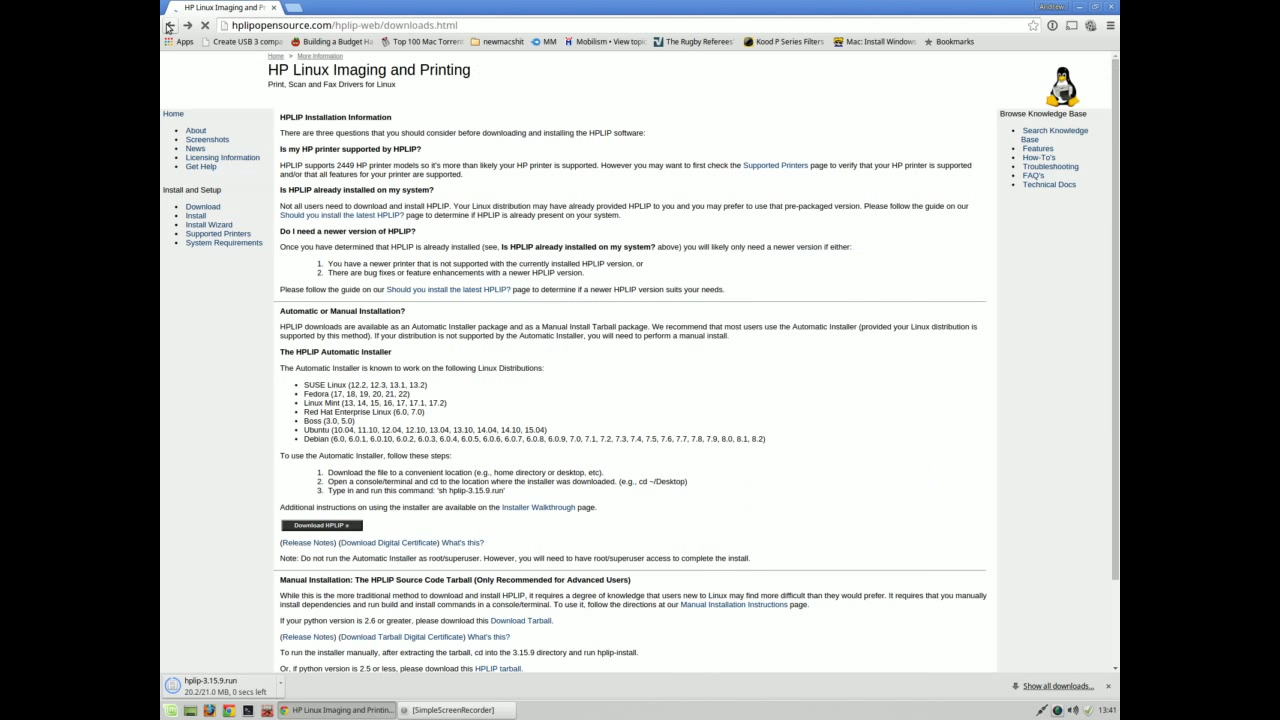 HP Linux Imaging and Pr
Andrew
hplipopensource.com/hplip-web/downloads.html
Apps
Create USB 3 compa
Building a Budget Ha
Top 100 Mac Torrent
newmacshit
MM
Mobilism • View topic
The Rugby Referees'
Kood P Series Filters
Mac: Install Windows
Bookmarks
Home > More Information
HP Linux Imaging and Printing
Print, Scan and Fax Drivers for Linux
Home
• About
• Screenshots
• News
• Licensing Information
• Get Help
Install and Setup
• Download
• Install
• Install Wizard
• Supported Printers
• System Requirements
HPLIP Installation Information
There are three questions that you should consider before downloading and installing the HPLIP software:
Is my HP printer supported by HPLIP?
HPLIP supports 2449 HP printer models so it's more than likely your HP printer is supported. However you may want to first check the Supported Printers page to verify that your HP printer is supported
and/or that all features for your printer are supported.
Is HPLIP already installed on my system?
Not all users need to download and install HPLIP. Your Linux distribution may have already provided HPLIP to you and you may prefer to use that pre-packaged version. Please follow the guide on our
Should you install the latest HPLIP? page to determine if HPLIP is already present on your system.
Do I need a newer version of HPLIP?
Once you have determined that HPLIP is already installed (see, Is HPLIP already installed on my system? above) you will likely only need a newer version if either:
1. You have a newer printer that is not supported with the currently installed HPLIP version, or
2. There are bug fixes or feature enhancements with a newer HPLIP version.
Please follow the guide on our Should you install the latest HPLIP? page to determine if a newer HPLIP version suits your needs.
Automatic or Manual Installation?
HPLIP downloads are available as an Automatic Installer package and as a Manual Install Tarball package. We recommend that most users use the Automatic Installer (provided your Linux distribution is
supported by this method). If your distribution is not supported by the Automatic Installer, you will need to perform a manual install.
The HPLIP Automatic Installer
The Automatic Installer is known to work on the following Linux Distributions:
• SUSE Linux (12.2, 12.3, 13.1, 13.2)
• Fedora (17, 18, 19, 20, 21, 22)
• Linux Mint (13, 14, 15, 16, 17, 17.1, 17.2)
• Red Hat Enterprise Linux (6.0, 7.0)
• Boss (3.0, 5.0)
• Ubuntu (10.04, 11.10, 12.04, 12.10, 13.04, 13.10, 14.04, 14.10, 15.04)
• Debian (6.0, 6.0.1, 6.0.10, 6.0.2, 6.0.3, 6.0.4, 6.0.5, 6.0.6, 6.0.7, 6.0.8, 6.0.9, 7.0, 7.1, 7.2, 7.3, 7.4, 7.5, 7.6, 7.7, 7.8, 7.9, 8.0, 8.1, 8.2)
To use the Automatic Installer, follow these steps:
1. Download the file to a convenient location (e.g., home directory or desktop, etc).
2. Open a console/terminal and cd to the location where the installer was downloaded. (e.g., cd ~/Desktop)
3. Type in and run this command: 'sh hplip-3.15.9.run'
Additional instructions on using the installer are available on the Installer Walkthrough page.
Download HPLIP »
(Release Notes) (Download Digital Certificate) What's this?
Note: Do not run the Automatic Installer as root/superuser. However, you will need to have root/superuser access to complete the install.
Manual Installation: The HPLIP Source Code Tarball (Only Recommended for Advanced Users)
While this is the more traditional method to download and install HPLIP, it requires a degree of knowledge that users new to Linux may find more difficult than they would prefer. It requires that you manually
install dependencies and run build and install commands in a console/terminal. To use it, follow the directions at our Manual Installation Instructions page.
If your python version is 2.6 or greater, please download this Download Tarball.
(Release Notes) (Download Tarball Digital Certificate) What's this?
To run the installer manually, after extracting the tarball, cd into the 3.15.9 directory and run hplip-install.
Or, if python version is 2.5 or less, please download this HPLIP tarball.
Browse Knowledge Base
• Search Knowledge
Base
• Features
• How-To's
• Troubleshooting
• FAQ's
• Technical Docs
hplip-3.15.9.run
20.2/21.0 MB, 0 secs left
Show all downloads...
HP Linux Imaging and Printin...
[SimpleScreenRecorder]
13:41